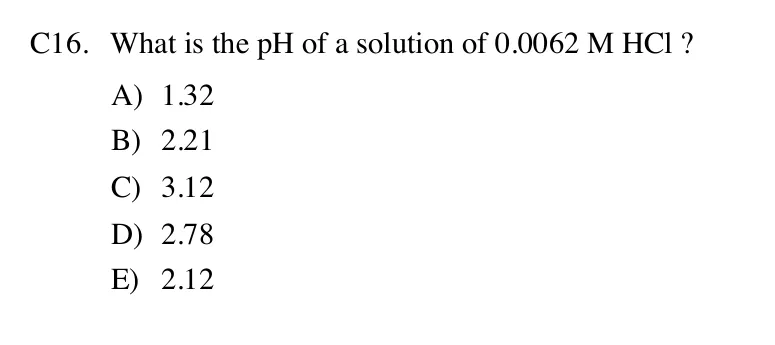 C16. What is the pH of a solution of 0.0062 M HCl ?
A) 1.32
B) 2.21
C) 3.12
D) 2.78
E) 2.12